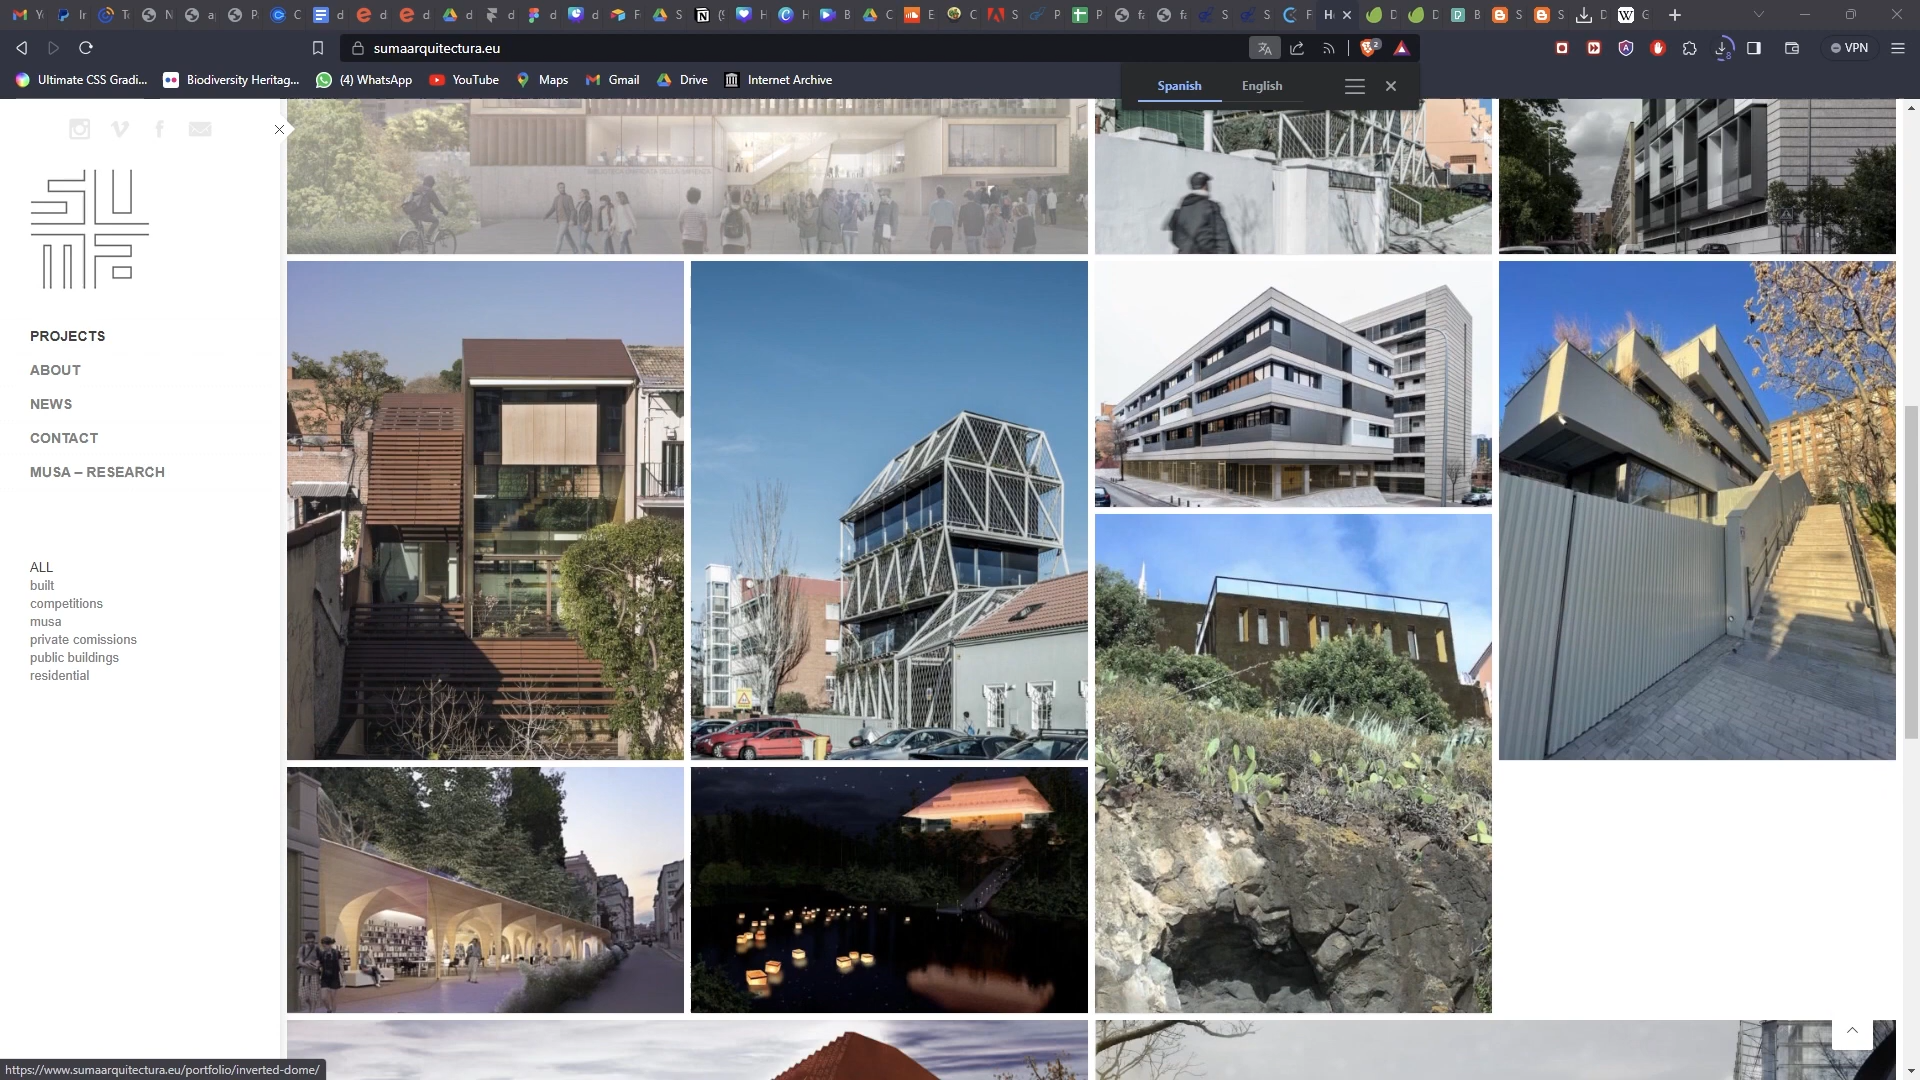 sumaarquitectura.eu
2
8
VPN
Ultimate CSS Gradi...
Biodiversity Heritag...
(4) WhatsApp
YouTube
Maps
Gmail
Drive
Internet Archive
Spanish
English
PROJECTS
ABOUT
NEWS
CONTACT
MUSA – RESEARCH
ALL
built
competitions
musa
private comissions
public buildings
residential
https://www.sumaarquitectura.eu/portfolio/inverted-dome/